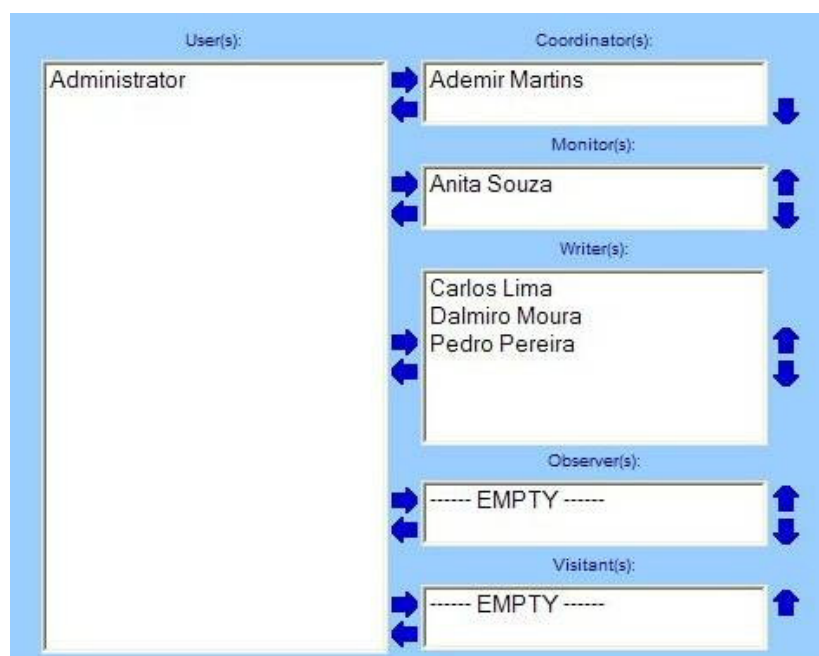 User(s):
Administrator
Coordinator(s):
Ademir Martins
Monitor(s):
Anita Souza
Writer(s):
Carlos Lima
Dalmiro Moura
Pedro Pereira
Observer(s):
------ EMPTY ------
Visitant(s):
------ EMPTY ------